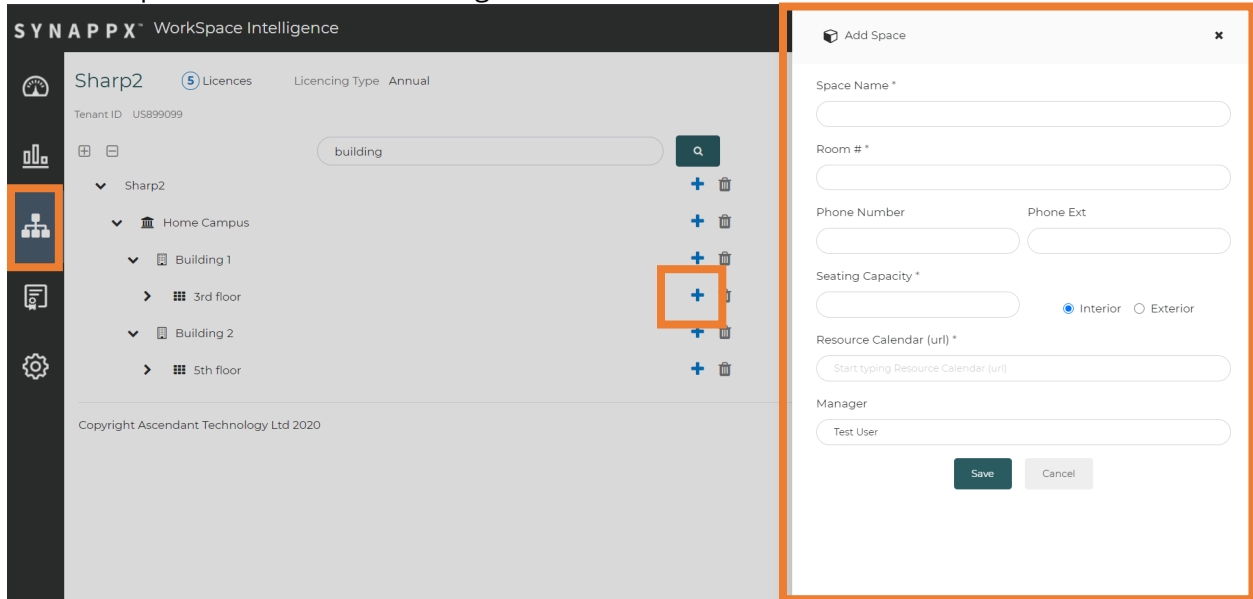 SYNAPPX™ WorkSpace Intelligence
Sharp2 5 Licences Licencing Type Annual
Tenant ID US899099
building
Sharp2
Home Campus
Building 1
3rd floor
Building 2
5th floor
Copyright Ascendant Technology Ltd 2020
Add Space
Space Name *
Room # *
Phone Number Phone Ext
Seating Capacity *
Interior Exterior
Resource Calendar (url) *
Start typing Resource Calendar (url)
Manager
Test User
Save Cancel